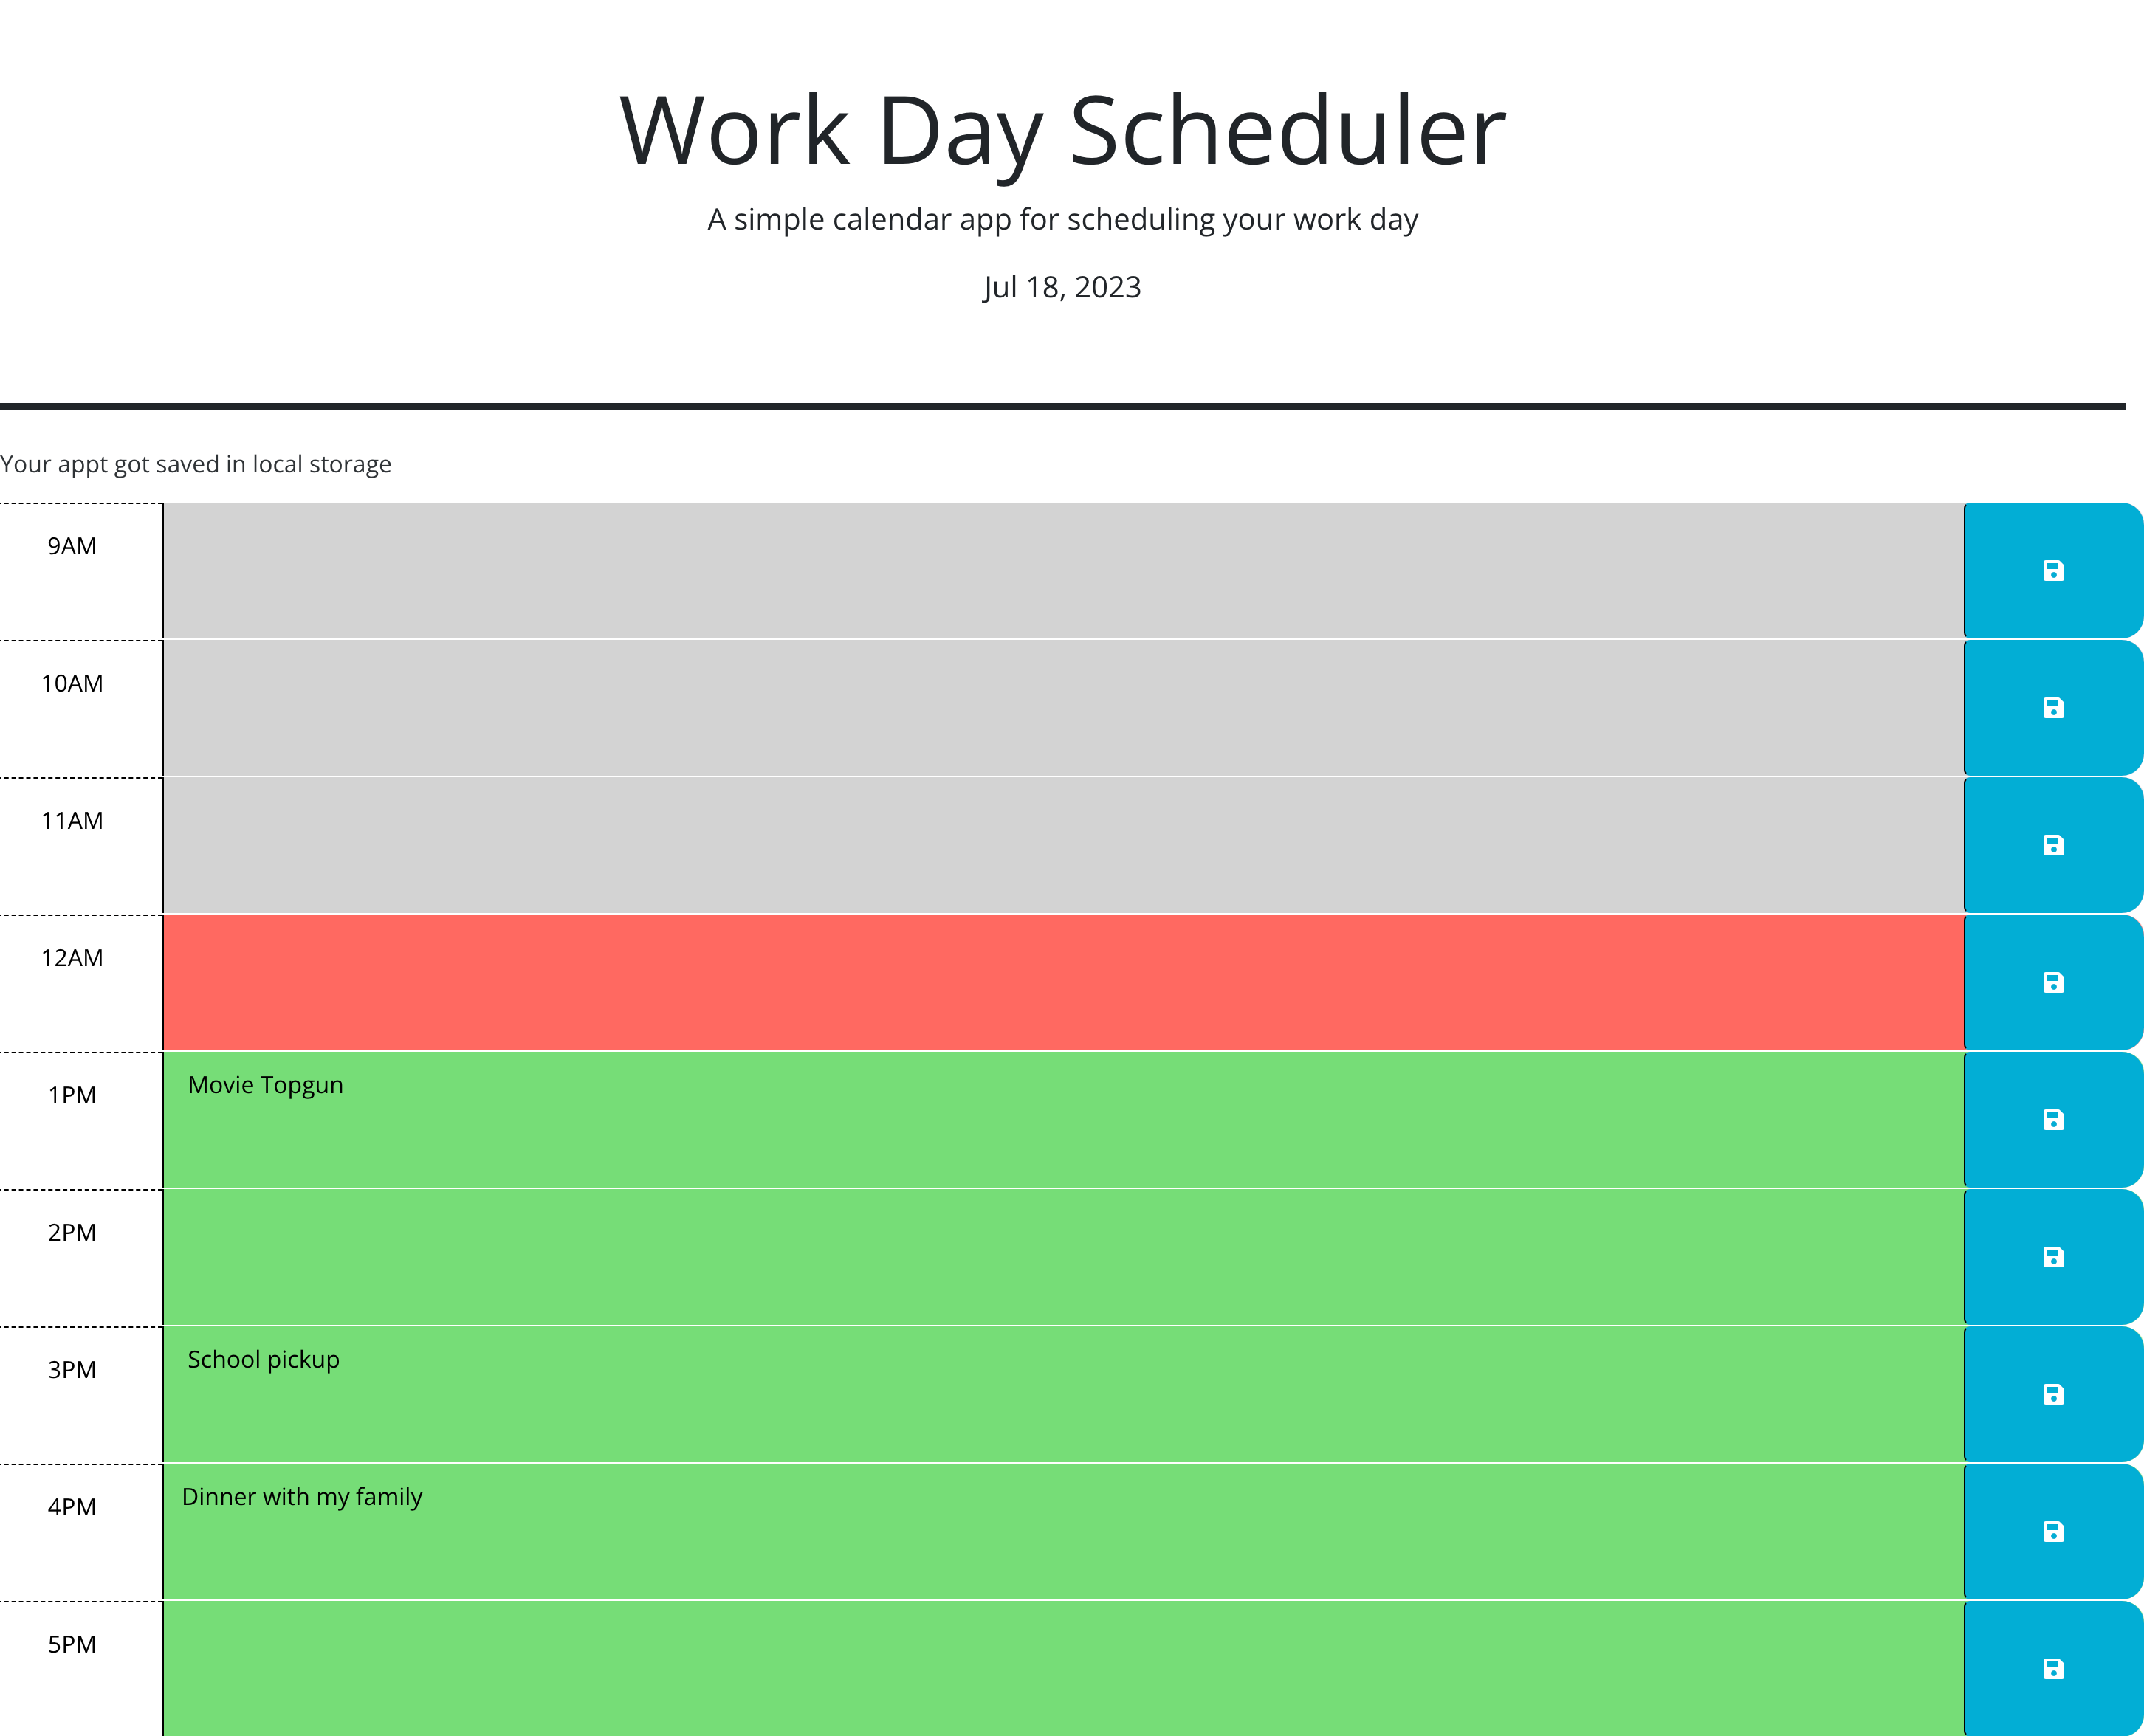 Work Day Scheduler
A simple calendar app for scheduling your work day
Jul 18, 2023
Your appt got saved in local storage
9AM
10AM
11AM
12AM
1PM
Movie Topgun
2PM
3PM
School pickup
4PM
Dinner with my family
5PM